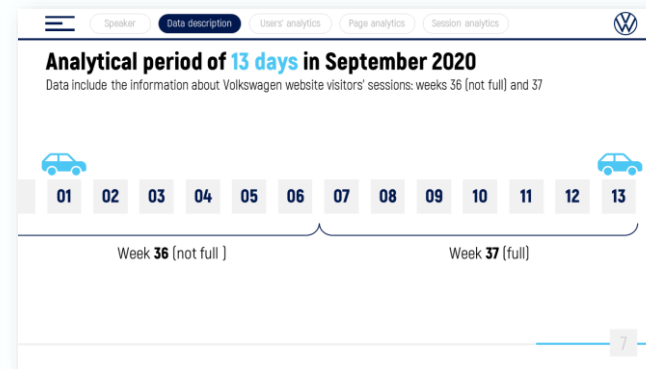 Speaker Data description Users' analytics Page analytics Session analytics
Analytical period of 13 days in September 2020
Data include the information about Volkswagen website visitors' sessions: weeks 36 (not full) and 37
01 02 03 04 05 06 07 08 09 10 11 12 13
Week 36 (not full ) Week 37 (full)
7